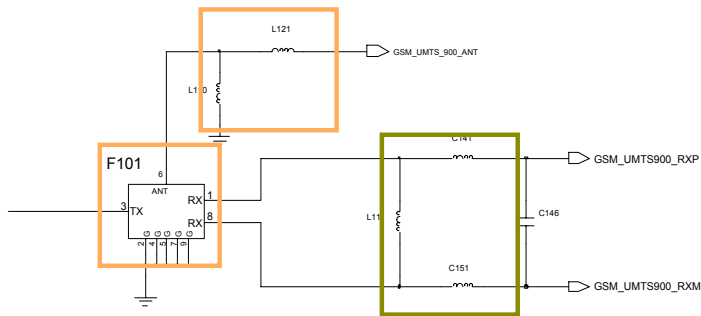 L121
GSM_UMTS_900_ANT
F101
6
ANT
3
TX
RX
1
RX
8
G
G
G
G
G
2
4
5
7
9
C141
GSM_UMTS900_RXP
C146
C151
GSM_UMTS900_RXM